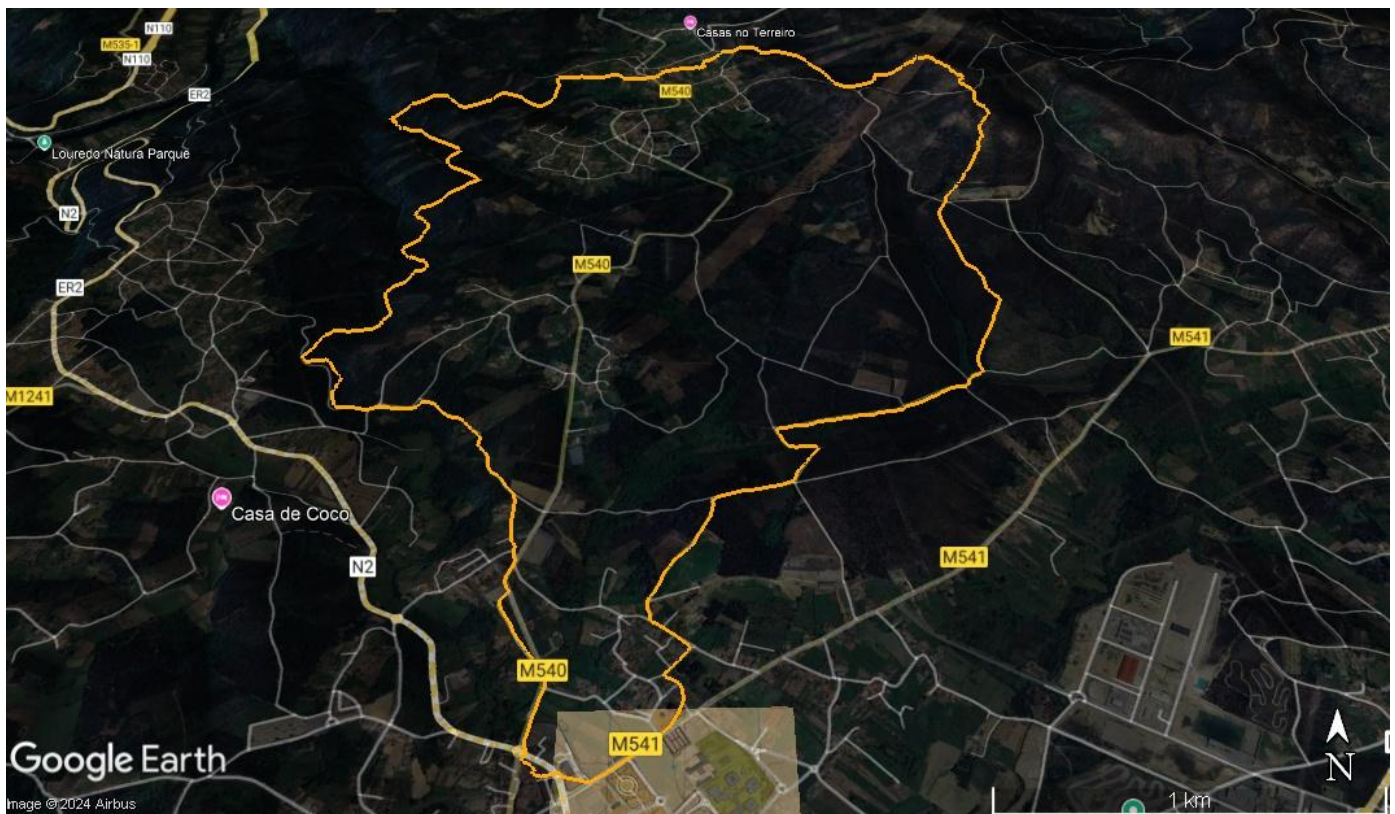 N110
M535-1
N110
Casas no Terreiro
ER2
M540
Louredo Natura Parque
N2
M540
ER2
M541
M1241
Casa de Coco
N2
M541
M540
M541
Google Earth
N
Image © 2024 Airbus
1 km